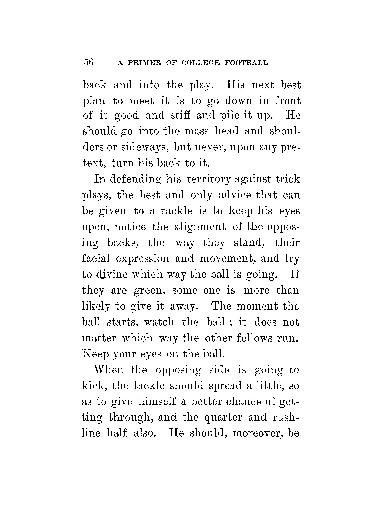 56 A PRIMER OF COLLEGE FOOTBALL
back and into the play. His next best
plan to meet it is to go down in front
of it good and stiff and pile it up. He
should go into the mass head and shoul-
ders or sideways, but never, upon any pre-
text, turn his back to it.
In defending his territory against trick
plays, the best and only advice that can
be given to a tackle is to keep his eyes
open, notice the alignment of the oppos-
ing backs, the way they stand, their
facial expression and movement, and try
to divine which way the ball is going. If
they are green, some one is more than
likely to give it away. The moment the
ball starts, watch the ball; it does not
matter which way the other fellows run.
Keep your eyes on the ball.
When the opposing side is going to
kick, the tackle should spread a little, so
as to give himself a better chance of get-
ting through, and the quarter and rush-
line half also. He should, moreover, be